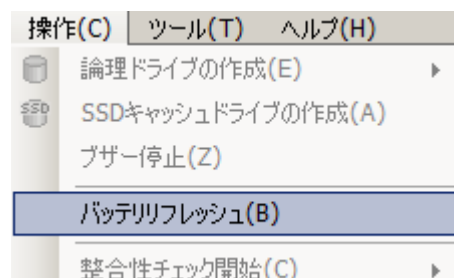 操作(C) ツール(T) ヘルプ(H)
論理ドライブの作成(E)
SSD SSDキャッシュドライブの作成(A)
ブザー停止(Z)
バッテリリフレッシュ(B)
整合性チェック開始(C)